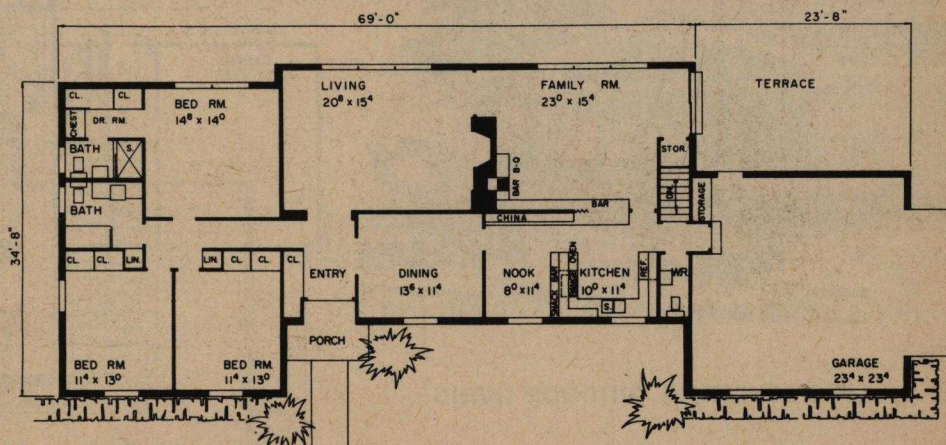 69'-0"
23'-8"
34'-8"
CL.
CL.
CHEST
DR. RM.
BATH
S.
BED RM.
14⁸ x 14⁰
LIVING
20⁸ x 15⁴
FAMILY RM.
23⁰ x 15⁴
TERRACE
BAR B-Q
STOR.
DN.
STORAGE
BATH
BAR
CHINA
CL.
CL.
LIN.
LIN.
CL.
CL.
CL.
ENTRY
DINING
13⁶ x 11⁴
NOOK
8⁰ x 11⁴
SNACK BAR
RANGE OVEN
KITCHEN
10⁰ x 11⁴
S.
REF.
WR.
PORCH
BED RM.
11⁴ x 13⁰
BED RM.
11⁴ x 13⁰
GARAGE
23⁴ x 23⁴